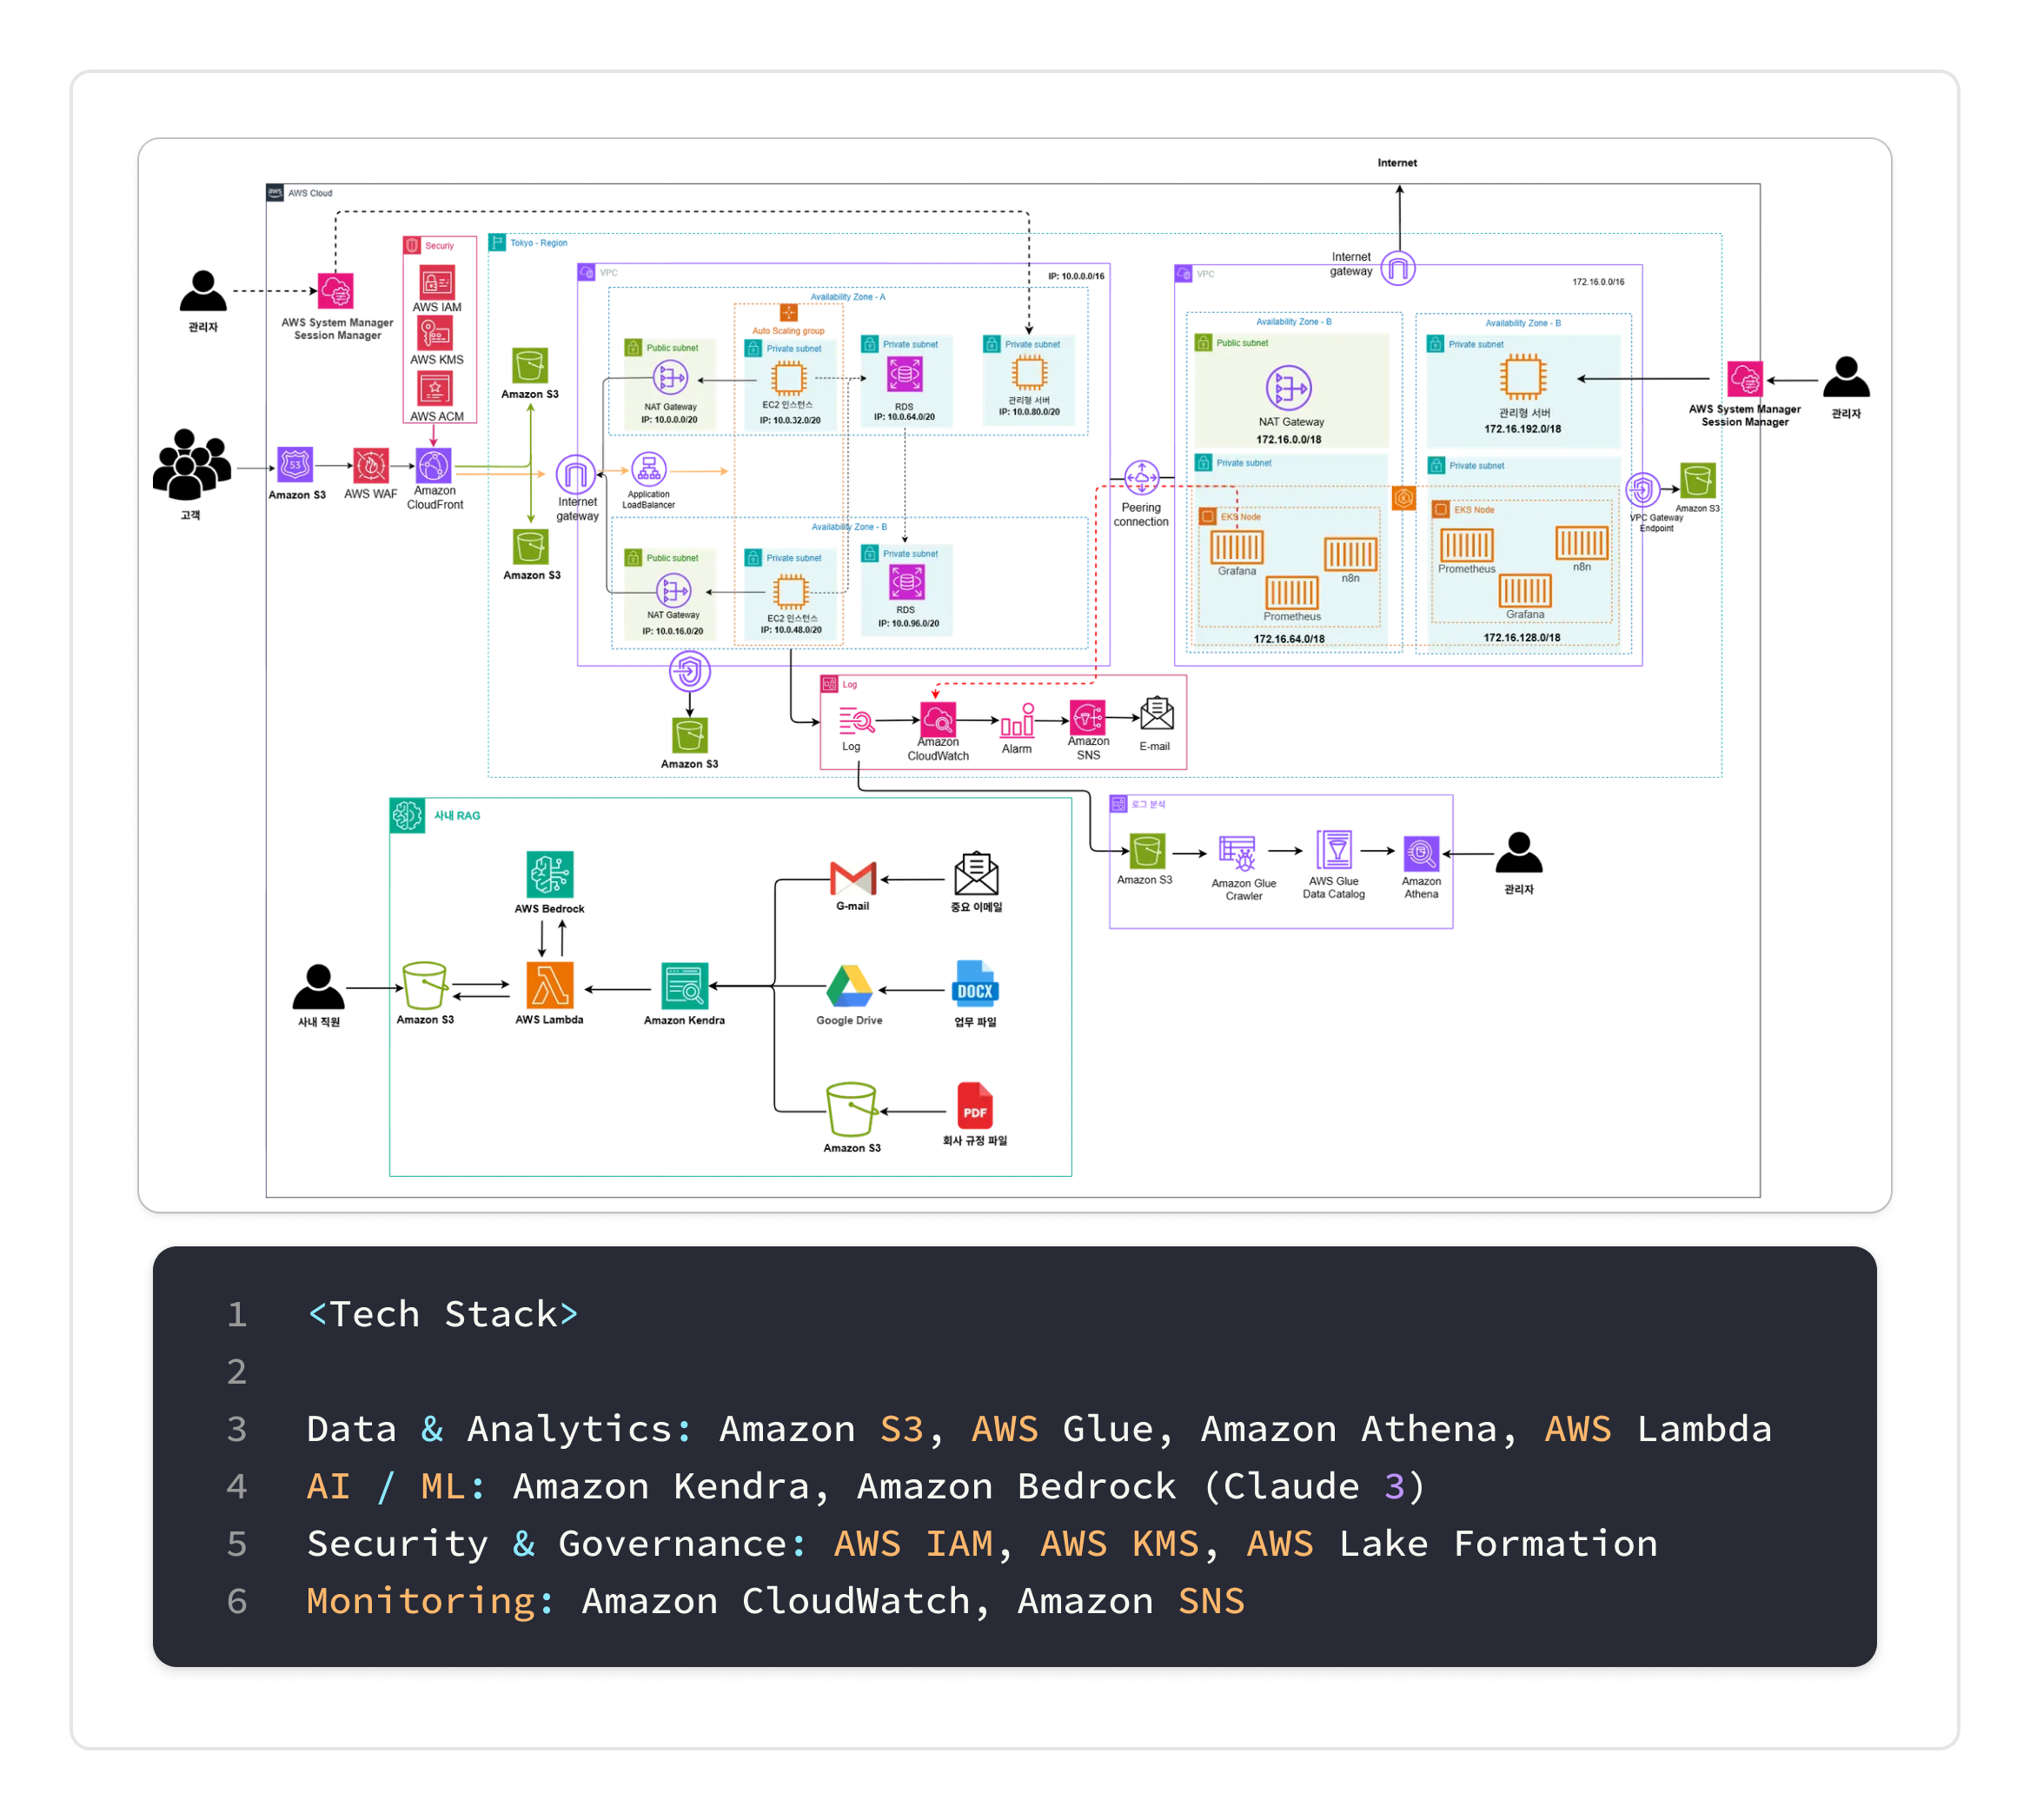 Internet
aws
AWS Cloud
Securiy
Tokyo - Region
Internet
gateway
VPC
IP: 10.0.0.0/16
VPC
172.16.0.0/16
AWS IAM
관리자
AWS System Manager
Session Manager
AWS KMS
AWS ACM
Availability Zone - A
Auto Scaling group
Public subnet
NAT Gateway
IP: 10.0.0.0/20
Private subnet
EC2 인스턴스
IP: 10.0.32.0/20
Private subnet
RDS
IP: 10.0.64.0/20
Private subnet
관리형 서버
IP: 10.0.80.0/20
Availability Zone - B
Public subnet
NAT Gateway
172.16.0.0/18
Availability Zone - B
Private subnet
관리형 서버
172.16.192.0/18
AWS System Manager
Session Manager
관리자
Amazon S3
고객
53
Amazon S3
AWS WAF
Amazon
CloudFront
Internet
gateway
Application
LoadBalancer
Peering
connection
Amazon S3
Availability Zone - B
Public subnet
NAT Gateway
IP: 10.0.16.0/20
Private subnet
EC2 인스턴스
IP: 10.0.48.0/20
Private subnet
RDS
IP: 10.0.96.0/20
Private subnet
EKS Node
Grafana
n8n
Prometheus
172.16.64.0/18
Private subnet
EKS Node
Prometheus
n8n
Grafana
172.16.128.0/18
VPC Gateway
Endpoint
Amazon S3
Amazon S3
Log
Log
Amazon
CloudWatch
Alarm
Amazon
SNS
E-mail
사내 RAG
AWS Bedrock
G-mail
중요 이메일
사내 직원
Amazon S3
AWS Lambda
Amazon Kendra
Google Drive
DOCX
업무 파일
Amazon S3
PDF
회사 규정 파일
로그 분석
Amazon S3
Amazon Glue
Crawler
AWS Glue
Data Catalog
Amazon
Athena
관리자
1 <Tech Stack>
2
3 Data & Analytics: Amazon S3, AWS Glue, Amazon Athena, AWS Lambda
4 AI / ML: Amazon Kendra, Amazon Bedrock (Claude 3)
5 Security & Governance: AWS IAM, AWS KMS, AWS Lake Formation
6 Monitoring: Amazon CloudWatch, Amazon SNS